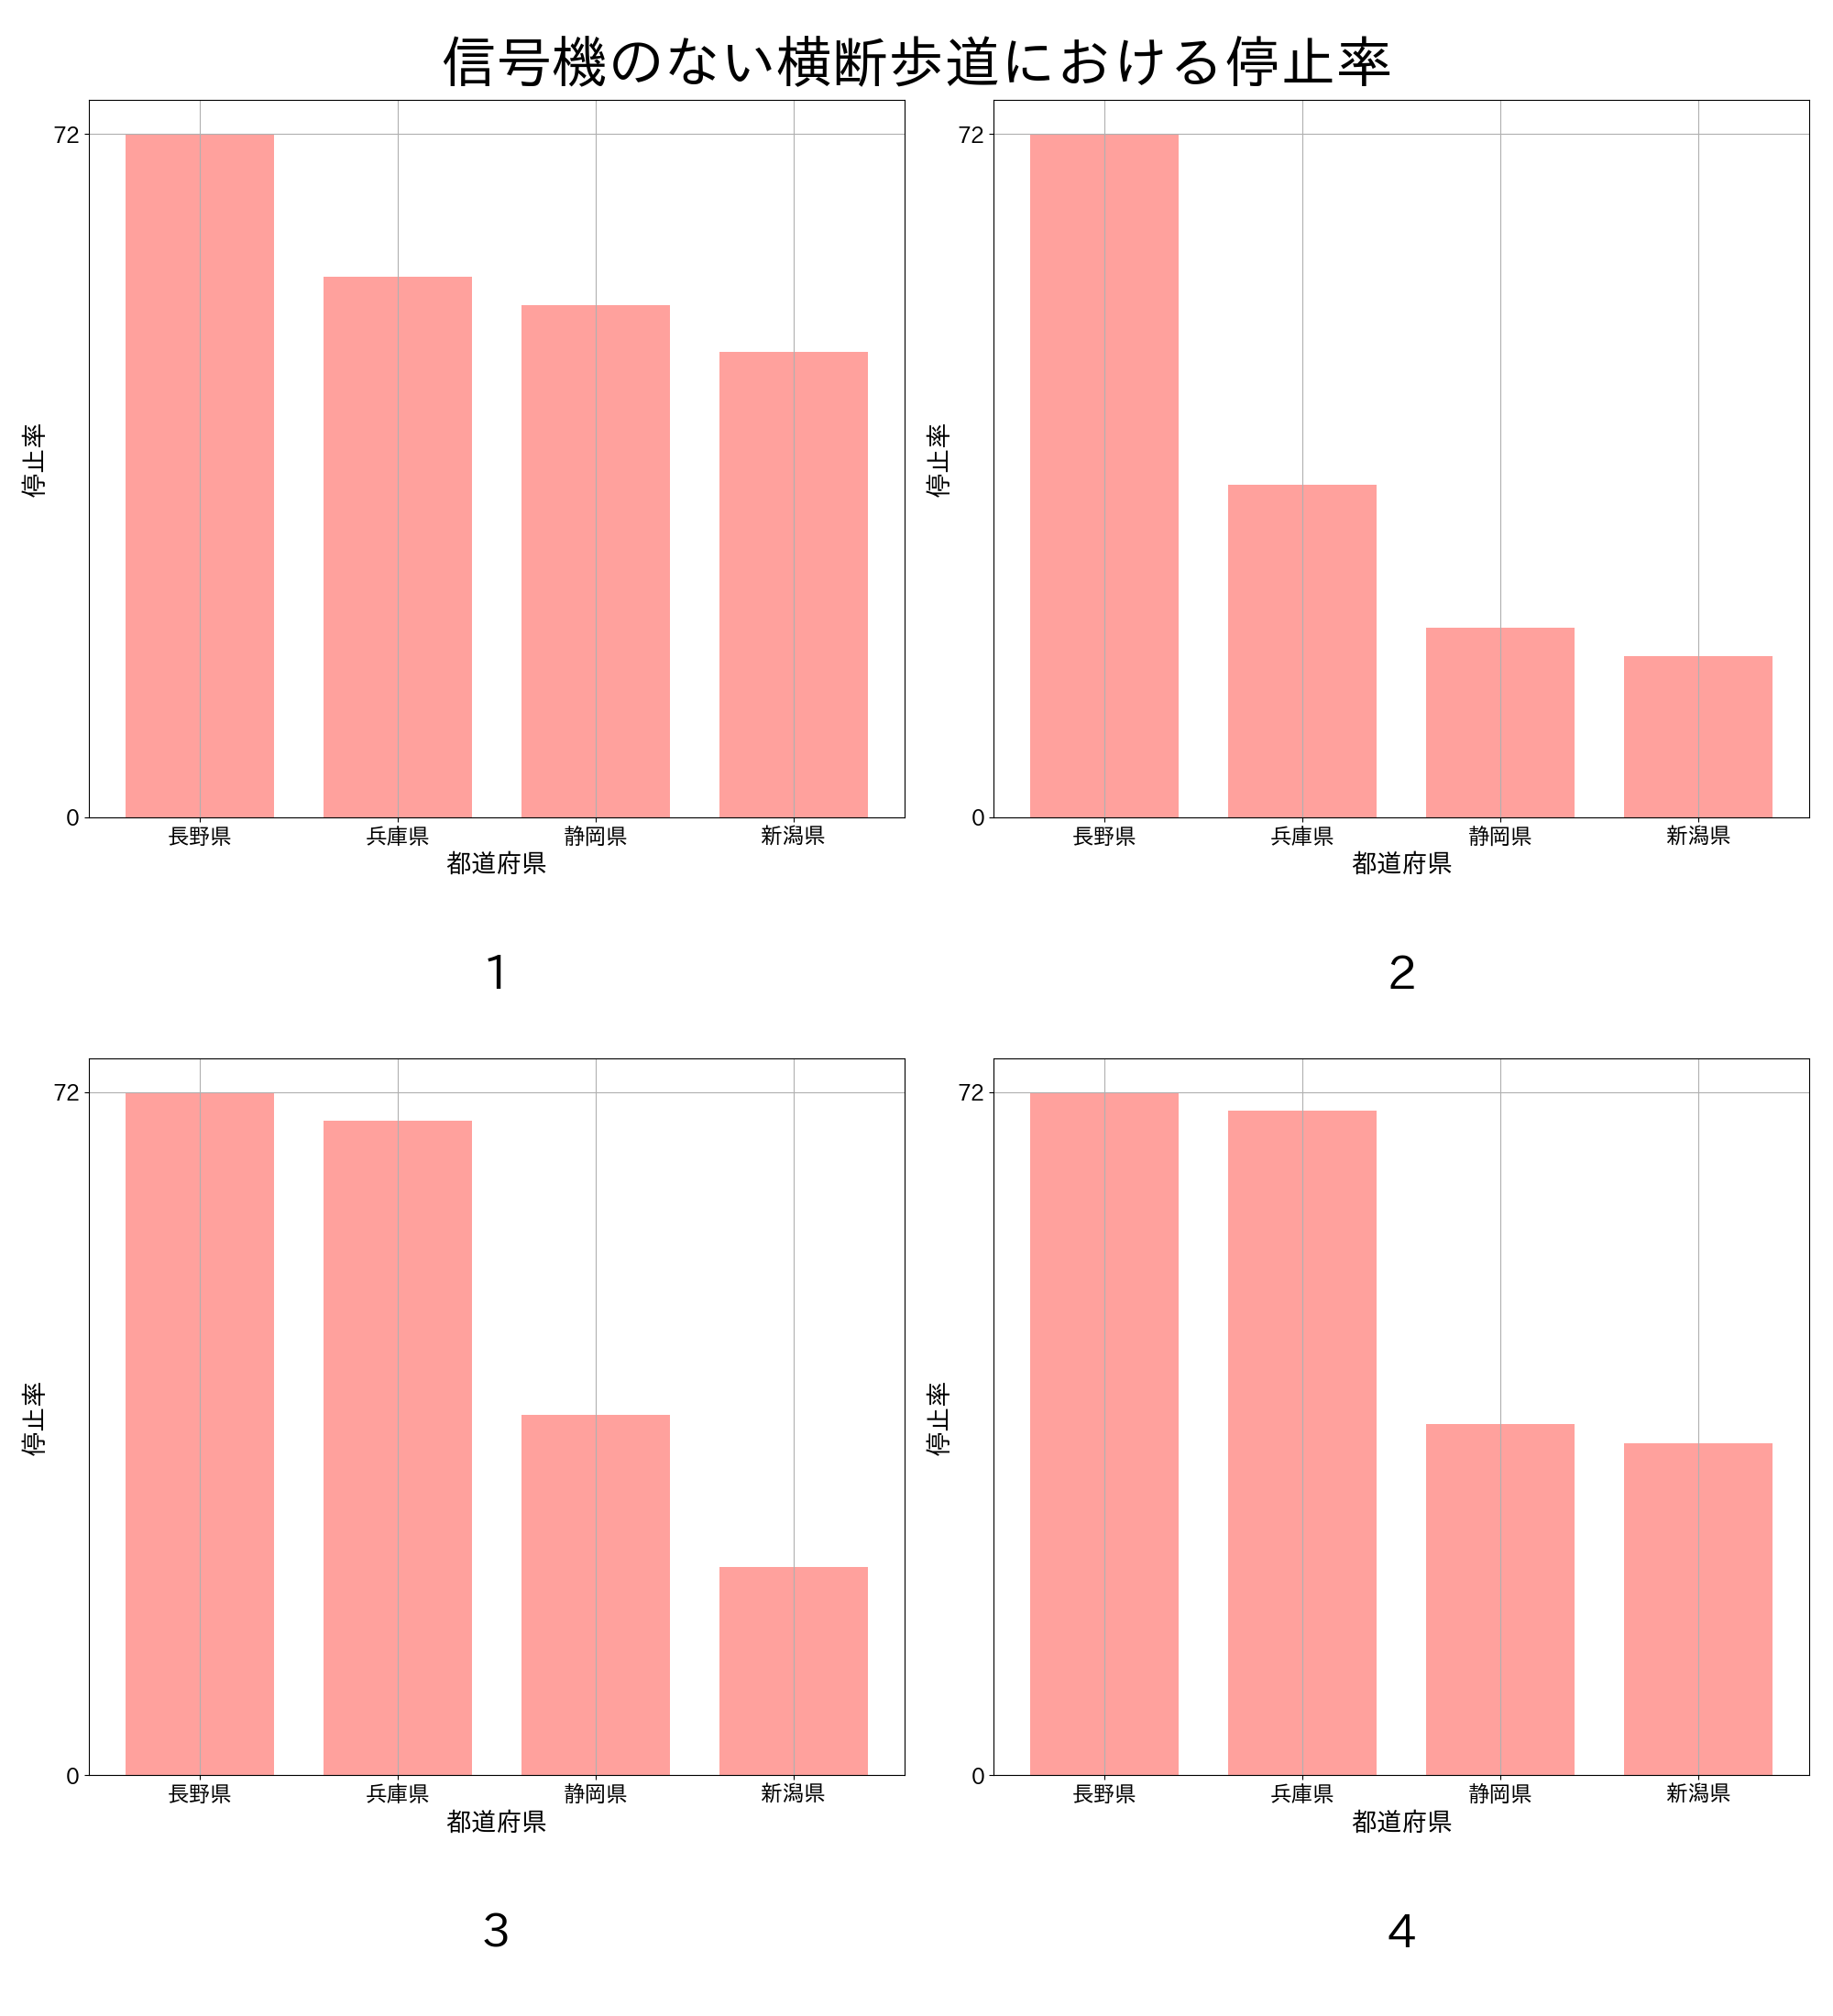 信号機のない横断歩道における停止率
72
0
停止率
長野県 兵庫県 静岡県 新潟県
都道府県
1
72
0
停止率
長野県 兵庫県 静岡県 新潟県
都道府県
2
72
0
停止率
長野県 兵庫県 静岡県 新潟県
都道府県
3
72
0
停止率
長野県 兵庫県 静岡県 新潟県
都道府県
4